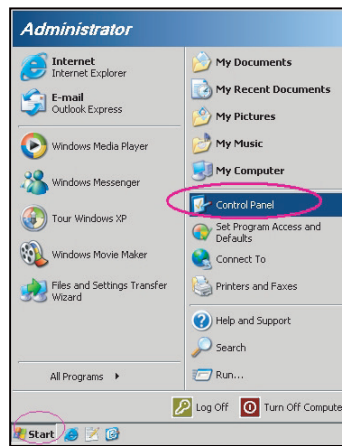 Administrator
Internet
Internet Explorer
E-mail
Outlook Express
Windows Media Player
Windows Messenger
Tour Windows XP
Windows Movie Maker
Files and Settings Transfer
Wizard
All Programs
My Documents
My Recent Documents
My Pictures
My Music
My Computer
Control Panel
Set Program Access and
Defaults
Connect To
Printers and Faxes
Help and Support
Search
Run...
Log Off
Turn Off Compute
Start